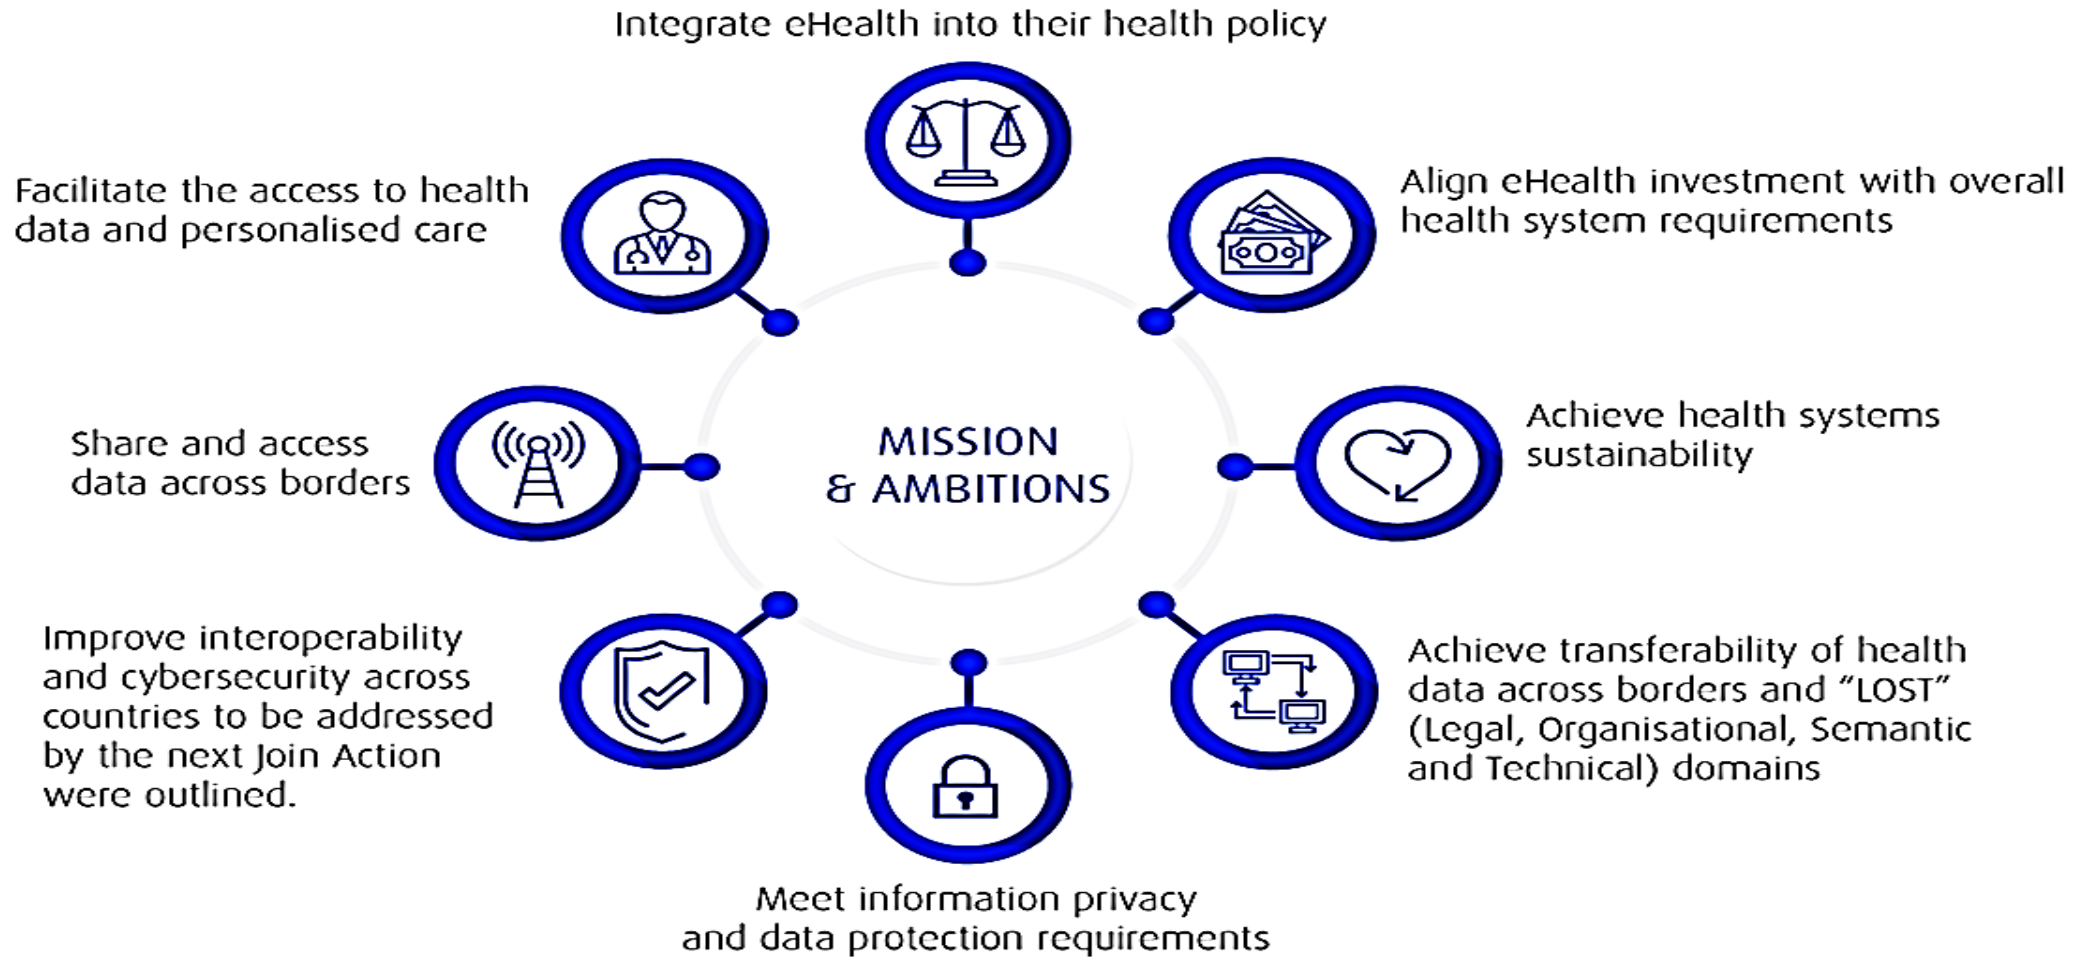 Integrate eHealth into their health policy
Facilitate the access to health
data and personalised care
Align eHealth investment with overall
health system requirements
Share and access
data across borders
MISSION
& AMBITIONS
Achieve health systems
sustainability
Improve interoperability
and cybersecurity across
countries to be addressed
by the next Join Action
were outlined.
Achieve transferability of health
data across borders and “LOST”
(Legal, Organisational, Semantic
and Technical) domains
Meet information privacy
and data protection requirements